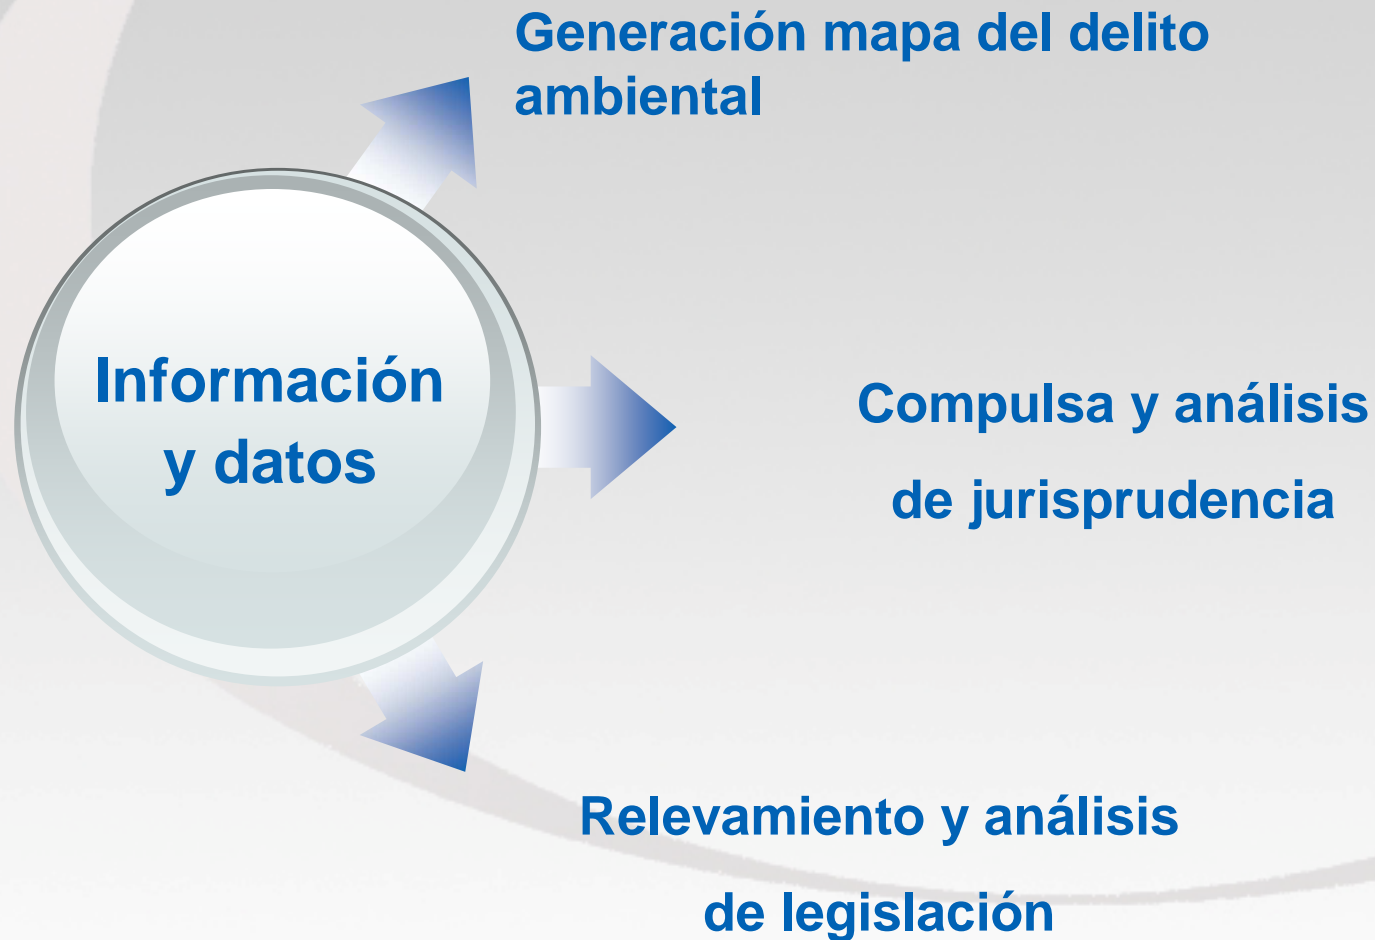 Generación mapa del delito
ambiental
Información
y datos
Compulsa y análisis
de jurisprudencia
Relevamiento y análisis
de legislación